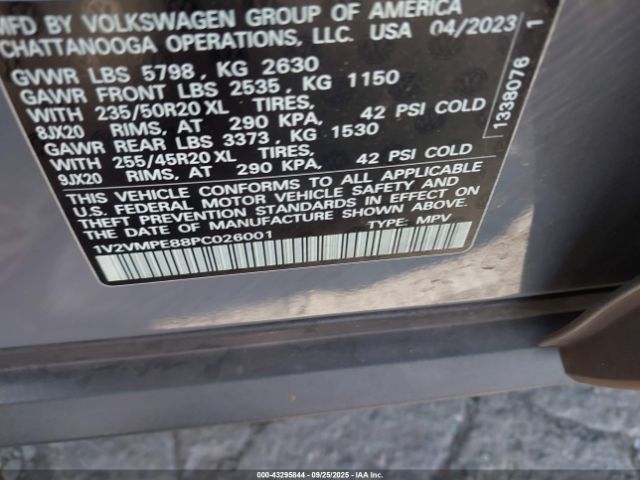 MFD BY VOLKSWAGEN GROUP OF AMERICA
CHATTANOOGA OPERATIONS, LLC. USA 04/2023
GVWR LBS 5798, KG 2630
GAWR FRONT LBS 2535, KG 1150
WITH 235/50R20 XL TIRES,
8JX20 RIMS, AT 290 KPA, 42 PSI COLD
GAWR REAR LBS 3373, KG 1530
WITH 255/45R20 XL TIRES,
9JX20 RIMS, AT 290 KPA, 42 PSI COLD
THIS VEHICLE CONFORMS TO ALL APPLICABLE
U.S. FEDERAL MOTOR VEHICLE SAFETY AND
THEFT PREVENTION STANDARDS IN EFFECT ON
THE DATE OF MANUFACTURE SHOWN ABOVE.
1V2VMPE88PC026001 TYPE: MPV
1338076 1
000-43295844 - 09/25/2025 - IAA, Inc.